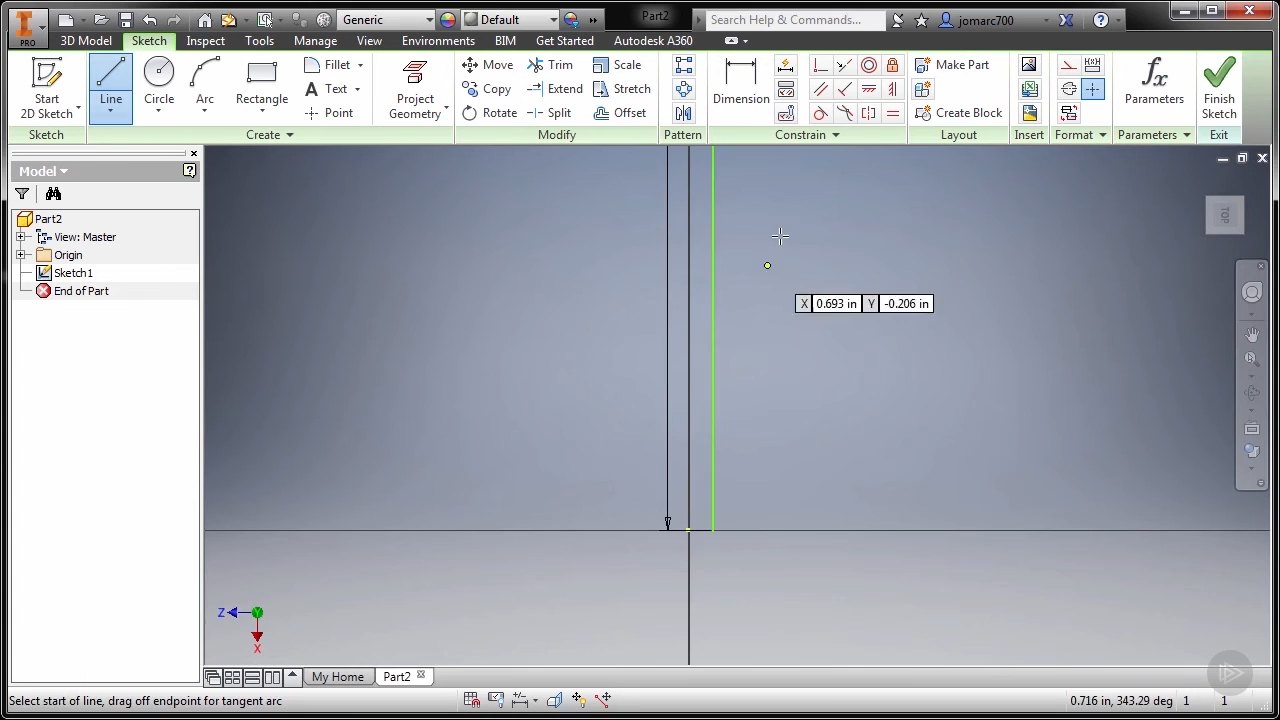 Generic Default Part2 Search Help & Commands... jomarc700
PRO 3D Model Sketch Inspect Tools Manage View Environments BIM Get Started Autodesk A360
Start 2D Sketch Line Circle Arc Rectangle Fillet Text Point Project Geometry Move Copy Rotate Trim Extend Split Scale Stretch Offset Dimension Make Part Create Block fx Parameters Finish Sketch
Sketch Create Modify Pattern Constrain Layout Insert Format Parameters Exit
Model
Part2
View: Master
Origin
Sketch1
End of Part
TOP
X 0.693 in Y -0.206 in
Z
Y
X
My Home Part2
Select start of line, drag off endpoint for tangent arc 0.716 in, 343.29 deg 1 1